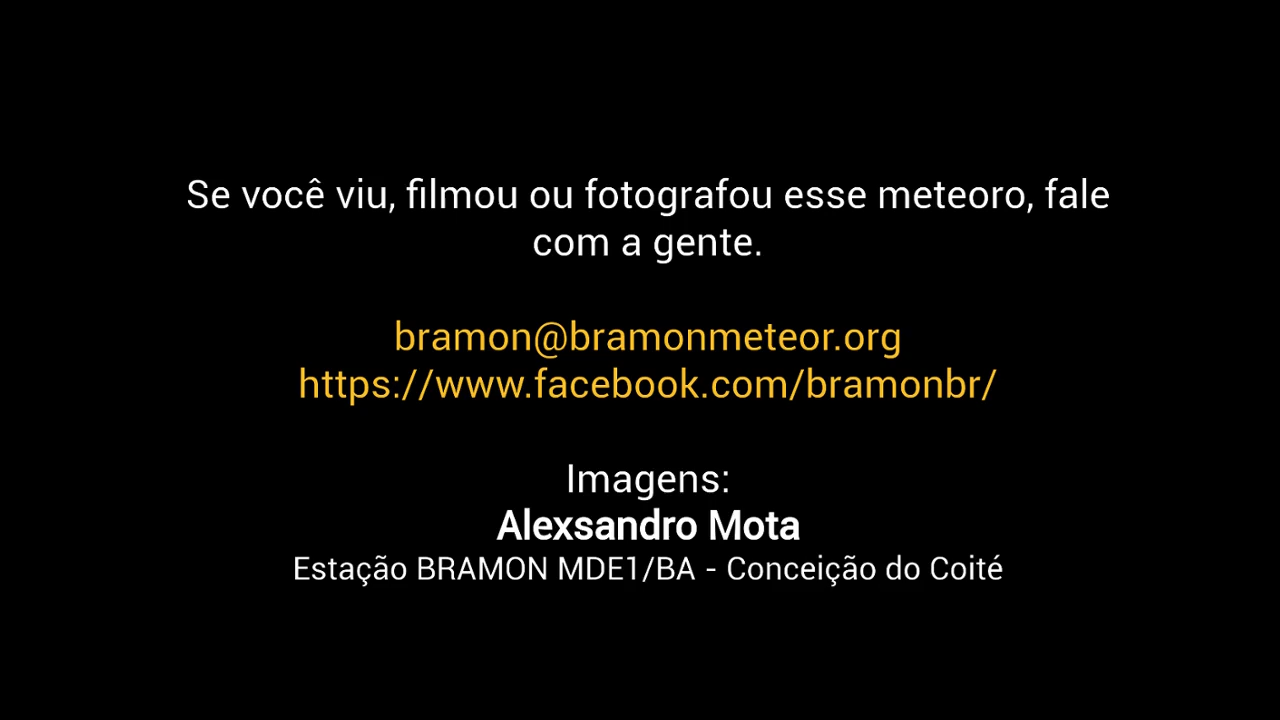 Se você viu, filmou ou fotografou esse meteoro, fale
com a gente.
bramon@bramonmeteor.org
https://www.facebook.com/bramonbr/
Imagens:
Alexsandro Mota
Estação BRAMON MDE1/BA - Conceição do Coité